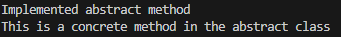 Implemented abstract method
This is a concrete method in the abstract class